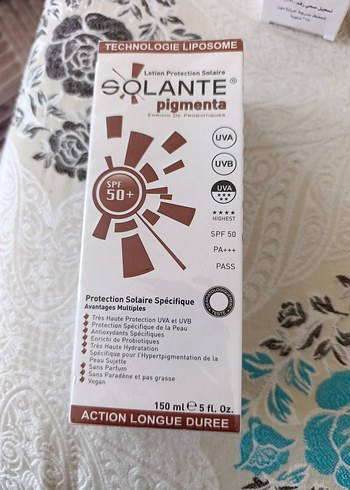 TECHNOLOGIE LIPOSOME
Lotion Protection Solaire
SOLANTE®
pigmenta
ENRICHI DE PROBIOTIQUES
UVA
UVB
UVA
HIGHEST
SPF 50
PA+++
PASS
SPF
50+
Protection Solaire Spécifique
Avantages Multiples
Très Haute Protection UVA et UVB
Protection Spécifique de la Peau
Antioxydants Spécifiques
Enrichi de Probiotiques
Très Haute Hydratation
Spécifique pour l'Hypertpigmentation de la
Peau Sujette
Sans Parfum
Sans Paradène et pas grasse
Vegan
150 ml ℮ 5 fl. Oz.
ACTION LONGUE DUREE